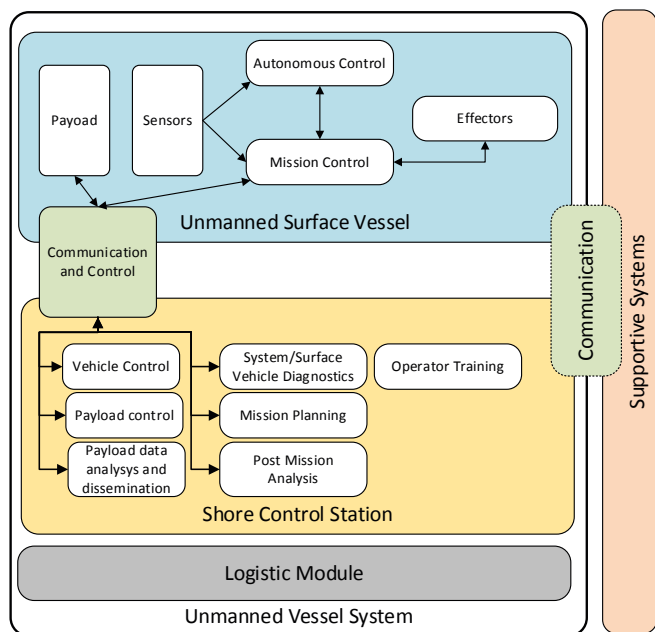 Autonomous Control
Payoad
Sensors
Effectors
Mission Control
Unmanned Surface Vessel
Communication
and Control
Communication
Supportive Systems
Vehicle Control
System/Surface
Vehicle Diagnostics
Operator Training
Payload control
Mission Planning
Payload data
analysys and
dissemination
Post Mission
Analysis
Shore Control Station
Logistic Module
Unmanned Vessel System